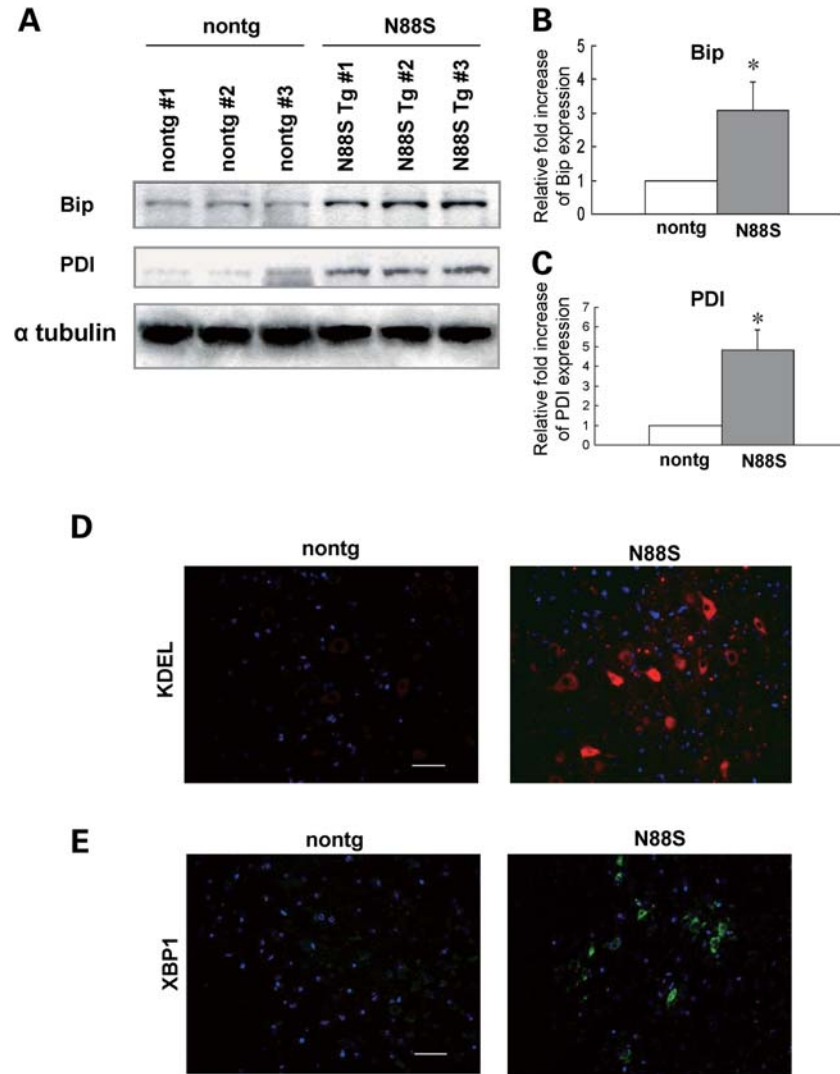 A
nontg
N88S
nontg #1
nontg #2
nontg #3
N88S Tg #1
N88S Tg #2
N88S Tg #3
Bip
PDI
α tubulin
B
Bip
Relative fold increase
of Bip expression
5
4
3
2
1
0
*
nontg
N88S
C
PDI
Relative fold increase
of PDI expression
7
6
5
4
3
2
1
0
*
nontg
N88S
D
nontg
N88S
KDEL
E
nontg
N88S
XBP1